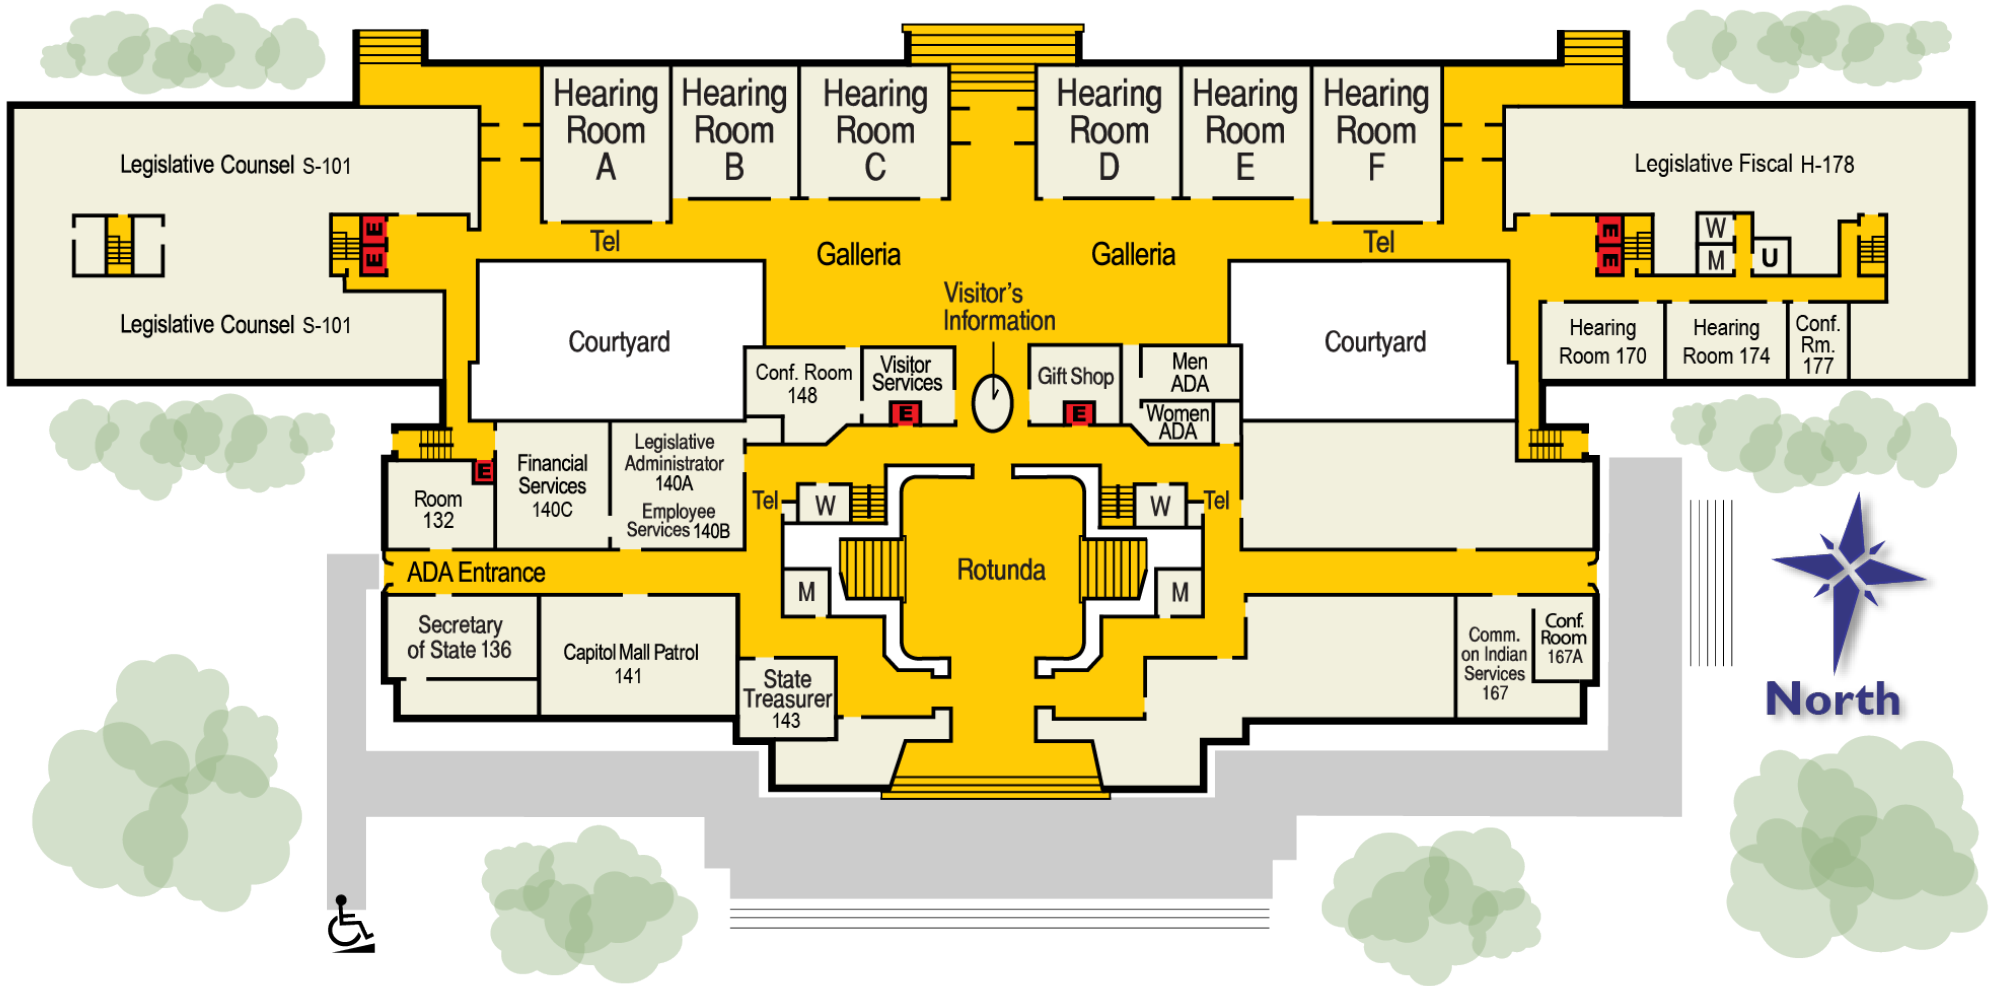 Hearing
Room
A
Hearing
Room
B
Hearing
Room
C
Hearing
Room
D
Hearing
Room
E
Hearing
Room
F
Legislative Counsel S-101
Legislative Fiscal H-178
E
E
Tel
Galleria
Galleria
Tel
E
E
W
M
U
Legislative Counsel S-101
Courtyard
Visitor's
Information
Courtyard
Hearing
Room 170
Hearing
Room 174
Conf.
Rm.
177
Conf. Room
148
Visitor
Services
E
Gift Shop
E
Men
ADA
Women
ADA
E
Room
132
Financial
Services
140C
Legislative
Administrator
140A
Employee
Services 140B
Tel
W
W
Tel
ADA Entrance
Rotunda
M
M
Secretary
of State 136
Capitol Mall Patrol
141
State
Treasurer
143
Comm.
on Indian
Services
167
Conf.
Room
167A
North